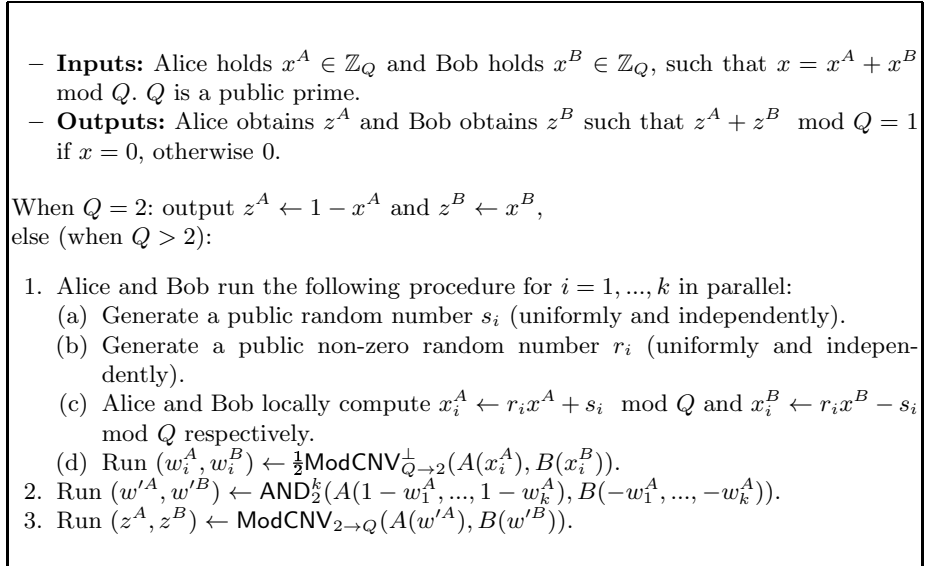 – Inputs: Alice holds x^A ∈ ℤ_Q and Bob holds x^B ∈ ℤ_Q, such that x = x^A + x^B
mod Q. Q is a public prime.
– Outputs: Alice obtains z^A and Bob obtains z^B such that z^A + z^B mod Q = 1
if x = 0, otherwise 0.
When Q = 2: output z^A ← 1 − x^A and z^B ← x^B,
else (when Q > 2):
1. Alice and Bob run the following procedure for i = 1, ..., k in parallel:
(a) Generate a public random number s_i (uniformly and independently).
(b) Generate a public non-zero random number r_i (uniformly and indepen-
dently).
(c) Alice and Bob locally compute x_i^A ← r_i x^A + s_i mod Q and x_i^B ← r_i x^B − s_i
mod Q respectively.
(d) Run (w_i^A, w_i^B) ← ½ModCNV^⊥_{Q→2}(A(x_i^A), B(x_i^B)).
2. Run (w'^A, w'^B) ← AND_2^k(A(1 − w_1^A, ..., 1 − w_k^A), B(−w_1^A, ..., −w_k^A)).
3. Run (z^A, z^B) ← ModCNV_{2→Q}(A(w'^A), B(w'^B)).